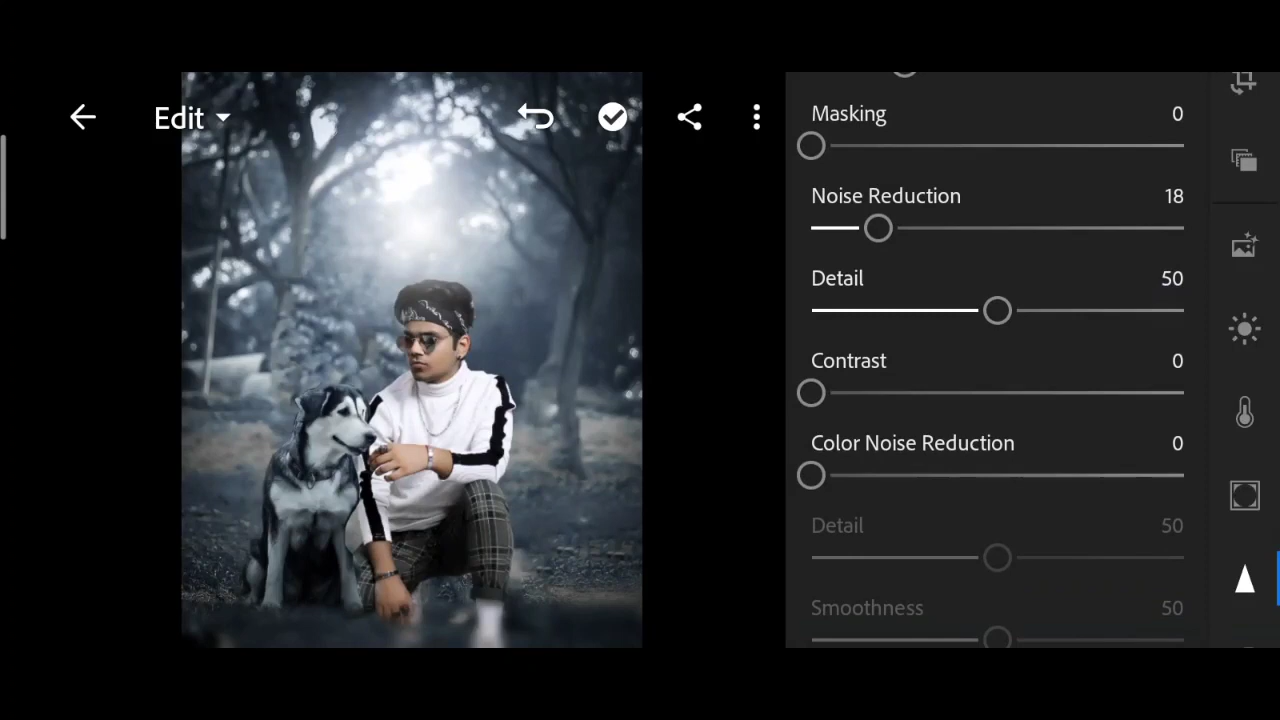 Edit
Masking 0
Noise Reduction 18
Detail 50
Contrast 0
Color Noise Reduction 0
Detail 50
Smoothness 50